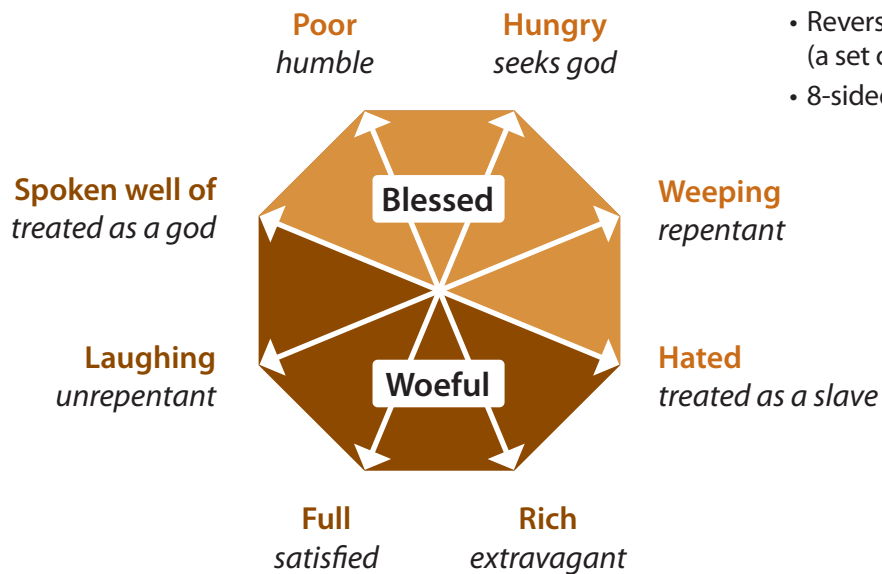 Poor
humble
Hungry
seeks god
• Revers
(a set
• 8-sided
Spoken well of
treated as a god
Blessed
Weeping
repentant
Laughing
unrepentant
Woeful
Hated
treated as a slave
Full
satisfied
Rich
extravagant